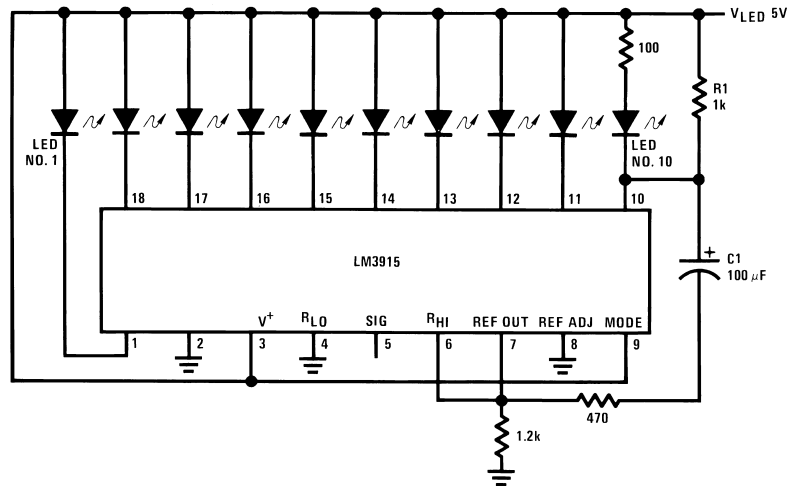 VLED 5V
100
R1
1k
LED
NO. 1
LED
NO. 10
18 17 16 15 14 13 12 11 10
LM3915
C1
100 μF
+
V+ RLO SIG RHI REF OUT REF ADJ MODE
1 2 3 4 5 6 7 8 9
470
1.2k